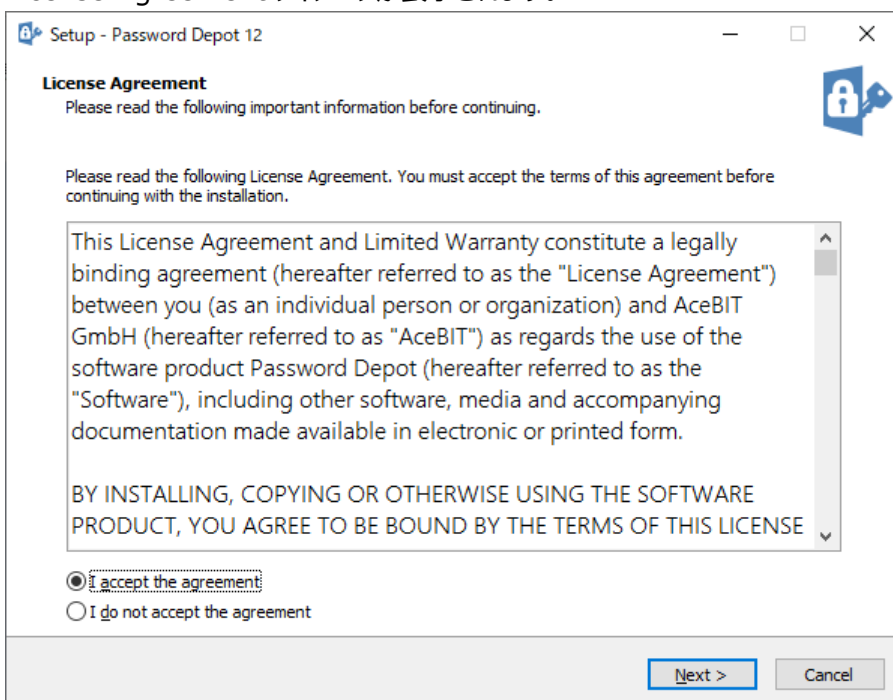 Setup - Password Depot 12
License Agreement
Please read the following important information before continuing.
Please read the following License Agreement. You must accept the terms of this agreement before
continuing with the installation.
This License Agreement and Limited Warranty constitute a legally
binding agreement (hereafter referred to as the "License Agreement")
between you (as an individual person or organization) and AceBIT
GmbH (hereafter referred to as "AceBIT") as regards the use of the
software product Password Depot (hereafter referred to as the
"Software"), including other software, media and accompanying
documentation made available in electronic or printed form.
BY INSTALLING, COPYING OR OTHERWISE USING THE SOFTWARE
PRODUCT, YOU AGREE TO BE BOUND BY THE TERMS OF THIS LICENSE
I accept the agreement
I do not accept the agreement
Next >
Cancel